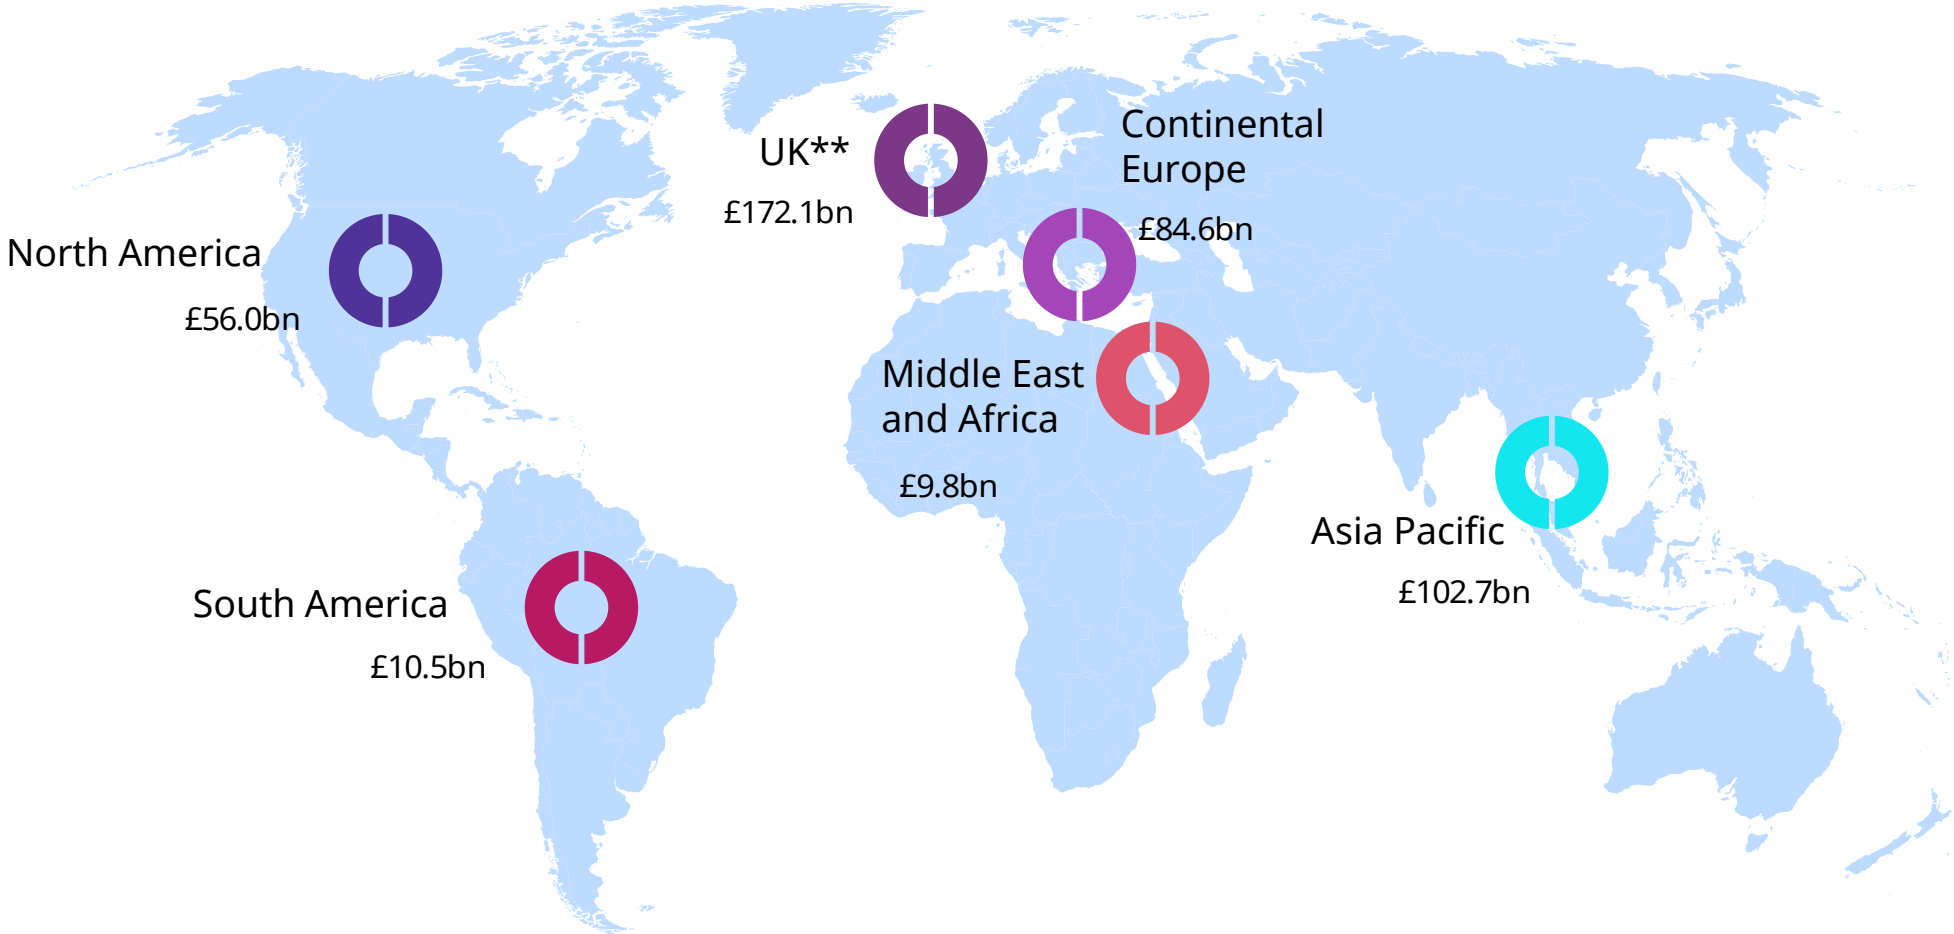 Continental
Europe
£84.6bn
UK**
£172.1bn
North America
£56.0bn
Middle East
and Africa
£9.8bn
Asia Pacific
£102.7bn
South America
£10.5bn